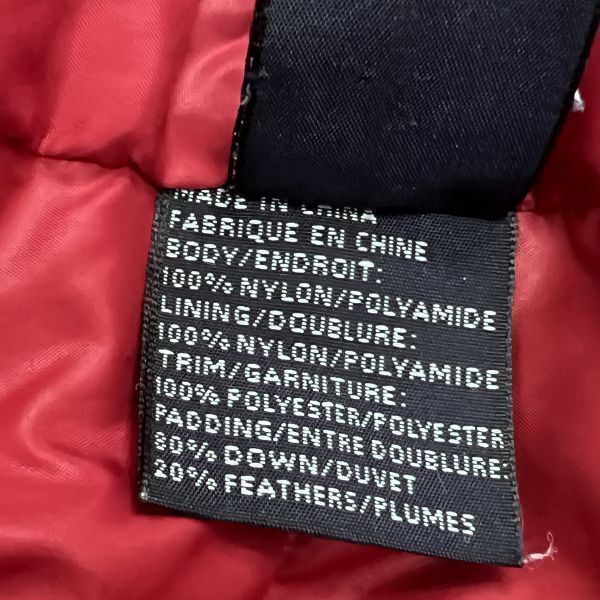 MADE IN CHINA
FABRIQUE EN CHINE
BODY/ENDROIT:
100% NYLON/POLYAMIDE
LINING/DOUBLURE:
100% NYLON/POLYAMIDE
TRIM/GARNITURE:
100% POLYESTER/POLYESTER
PADDING/ENTRE DOUBLURE:
80% DOWN/DUVET
20% FEATHERS/PLUMES